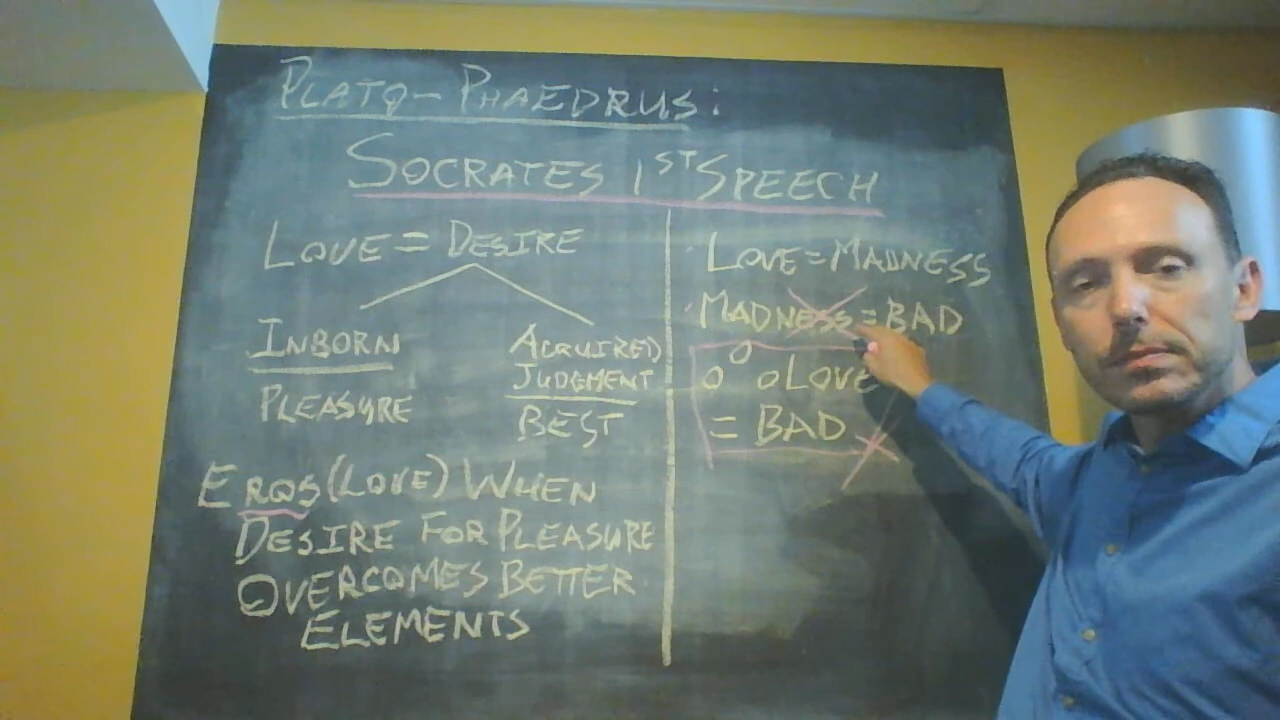 PLATO-PHAEDRUS:
SOCRATES 1ST SPEECH
LOVE = DESIRE
INBORN
PLEASURE
ACQUIRED
JUDGMENT
BEST
EROS (LOVE) WHEN
DESIRE FOR PLEASURE
OVERCOMES BETTER
ELEMENTS
LOVE = MADNESS
MADNESS = BAD
LOVE
= BAD